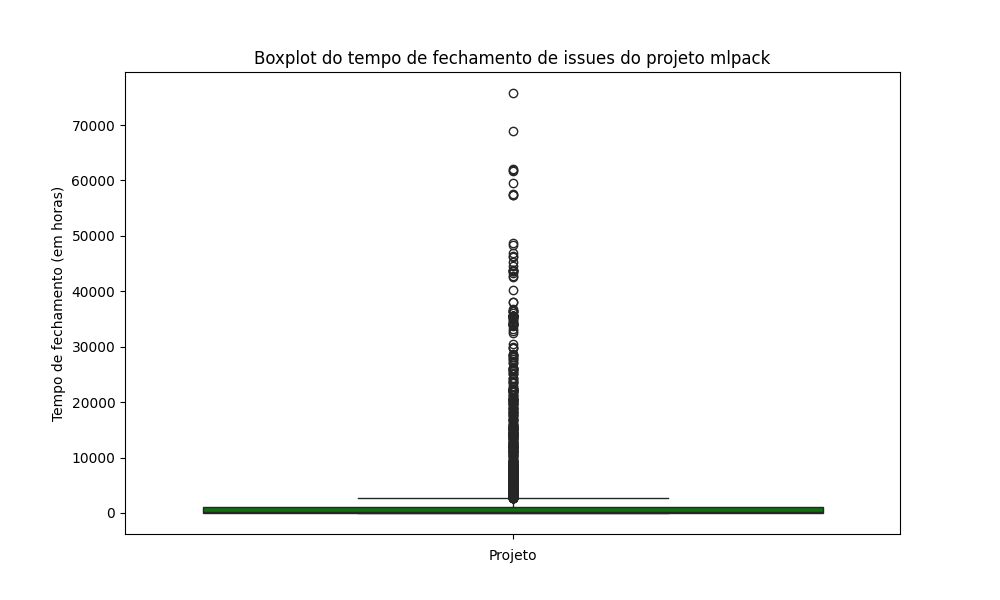 Boxplot do tempo de fechamento de issues do projeto mlpack
Tempo de fechamento (em horas)
70000
60000
50000
40000
30000
20000
10000
0
Projeto